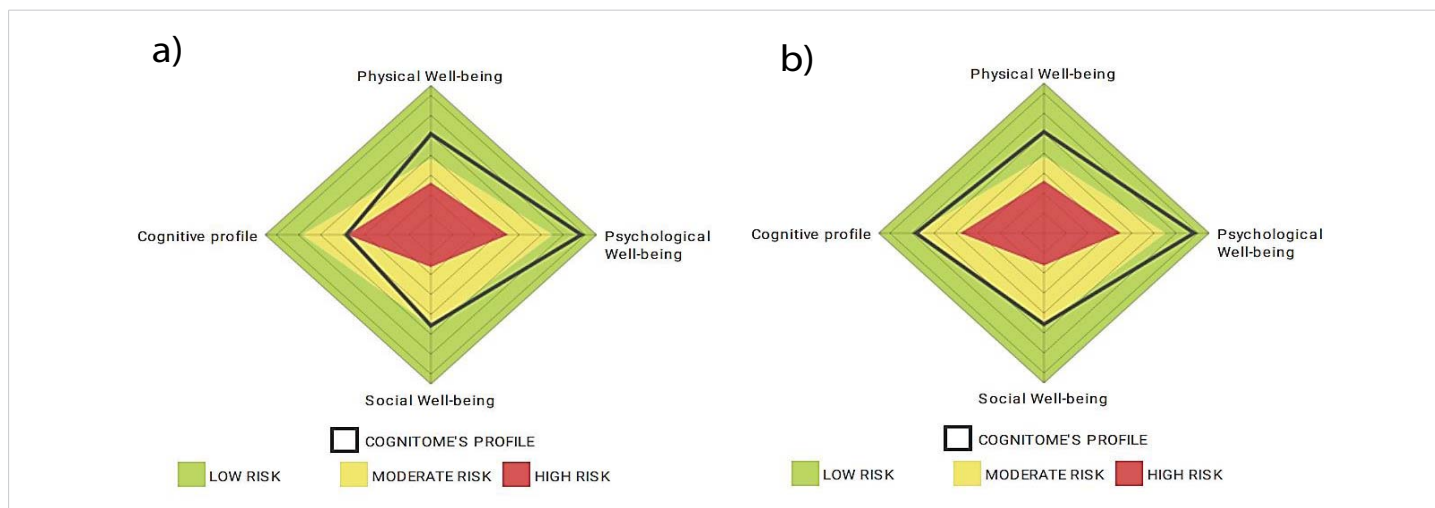 a)
Physical Well-being
Cognitive profile
Psychological
Well-being
Social Well-being
COGNITOME'S PROFILE
LOW RISK
MODERATE RISK
HIGH RISK
b)
Physical Well-being
Cognitive profile
Psychological
Well-being
Social Well-being
COGNITOME'S PROFILE
LOW RISK
MODERATE RISK
HIGH RISK